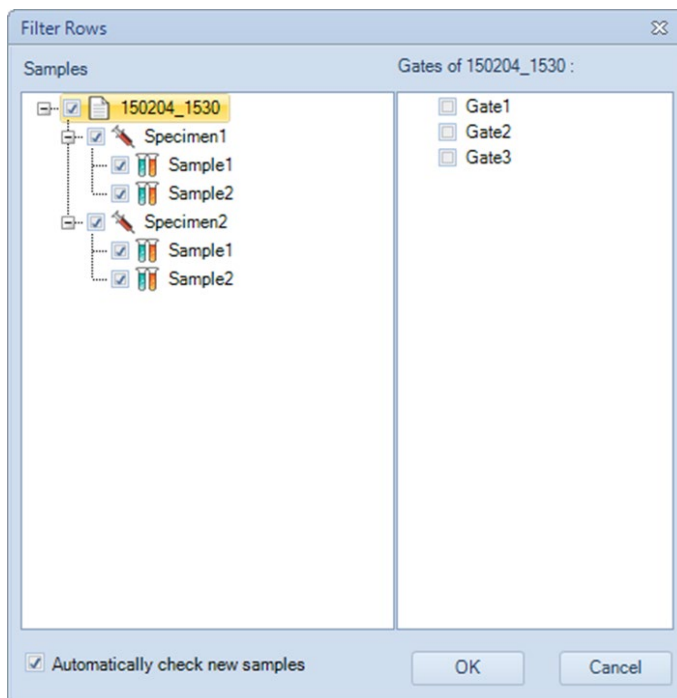 Filter Rows
Samples
Gates of 150204_1530 :
150204_1530
Specimen1
Sample1
Sample2
Specimen2
Sample1
Sample2
Gate1
Gate2
Gate3
Automatically check new samples
OK
Cancel